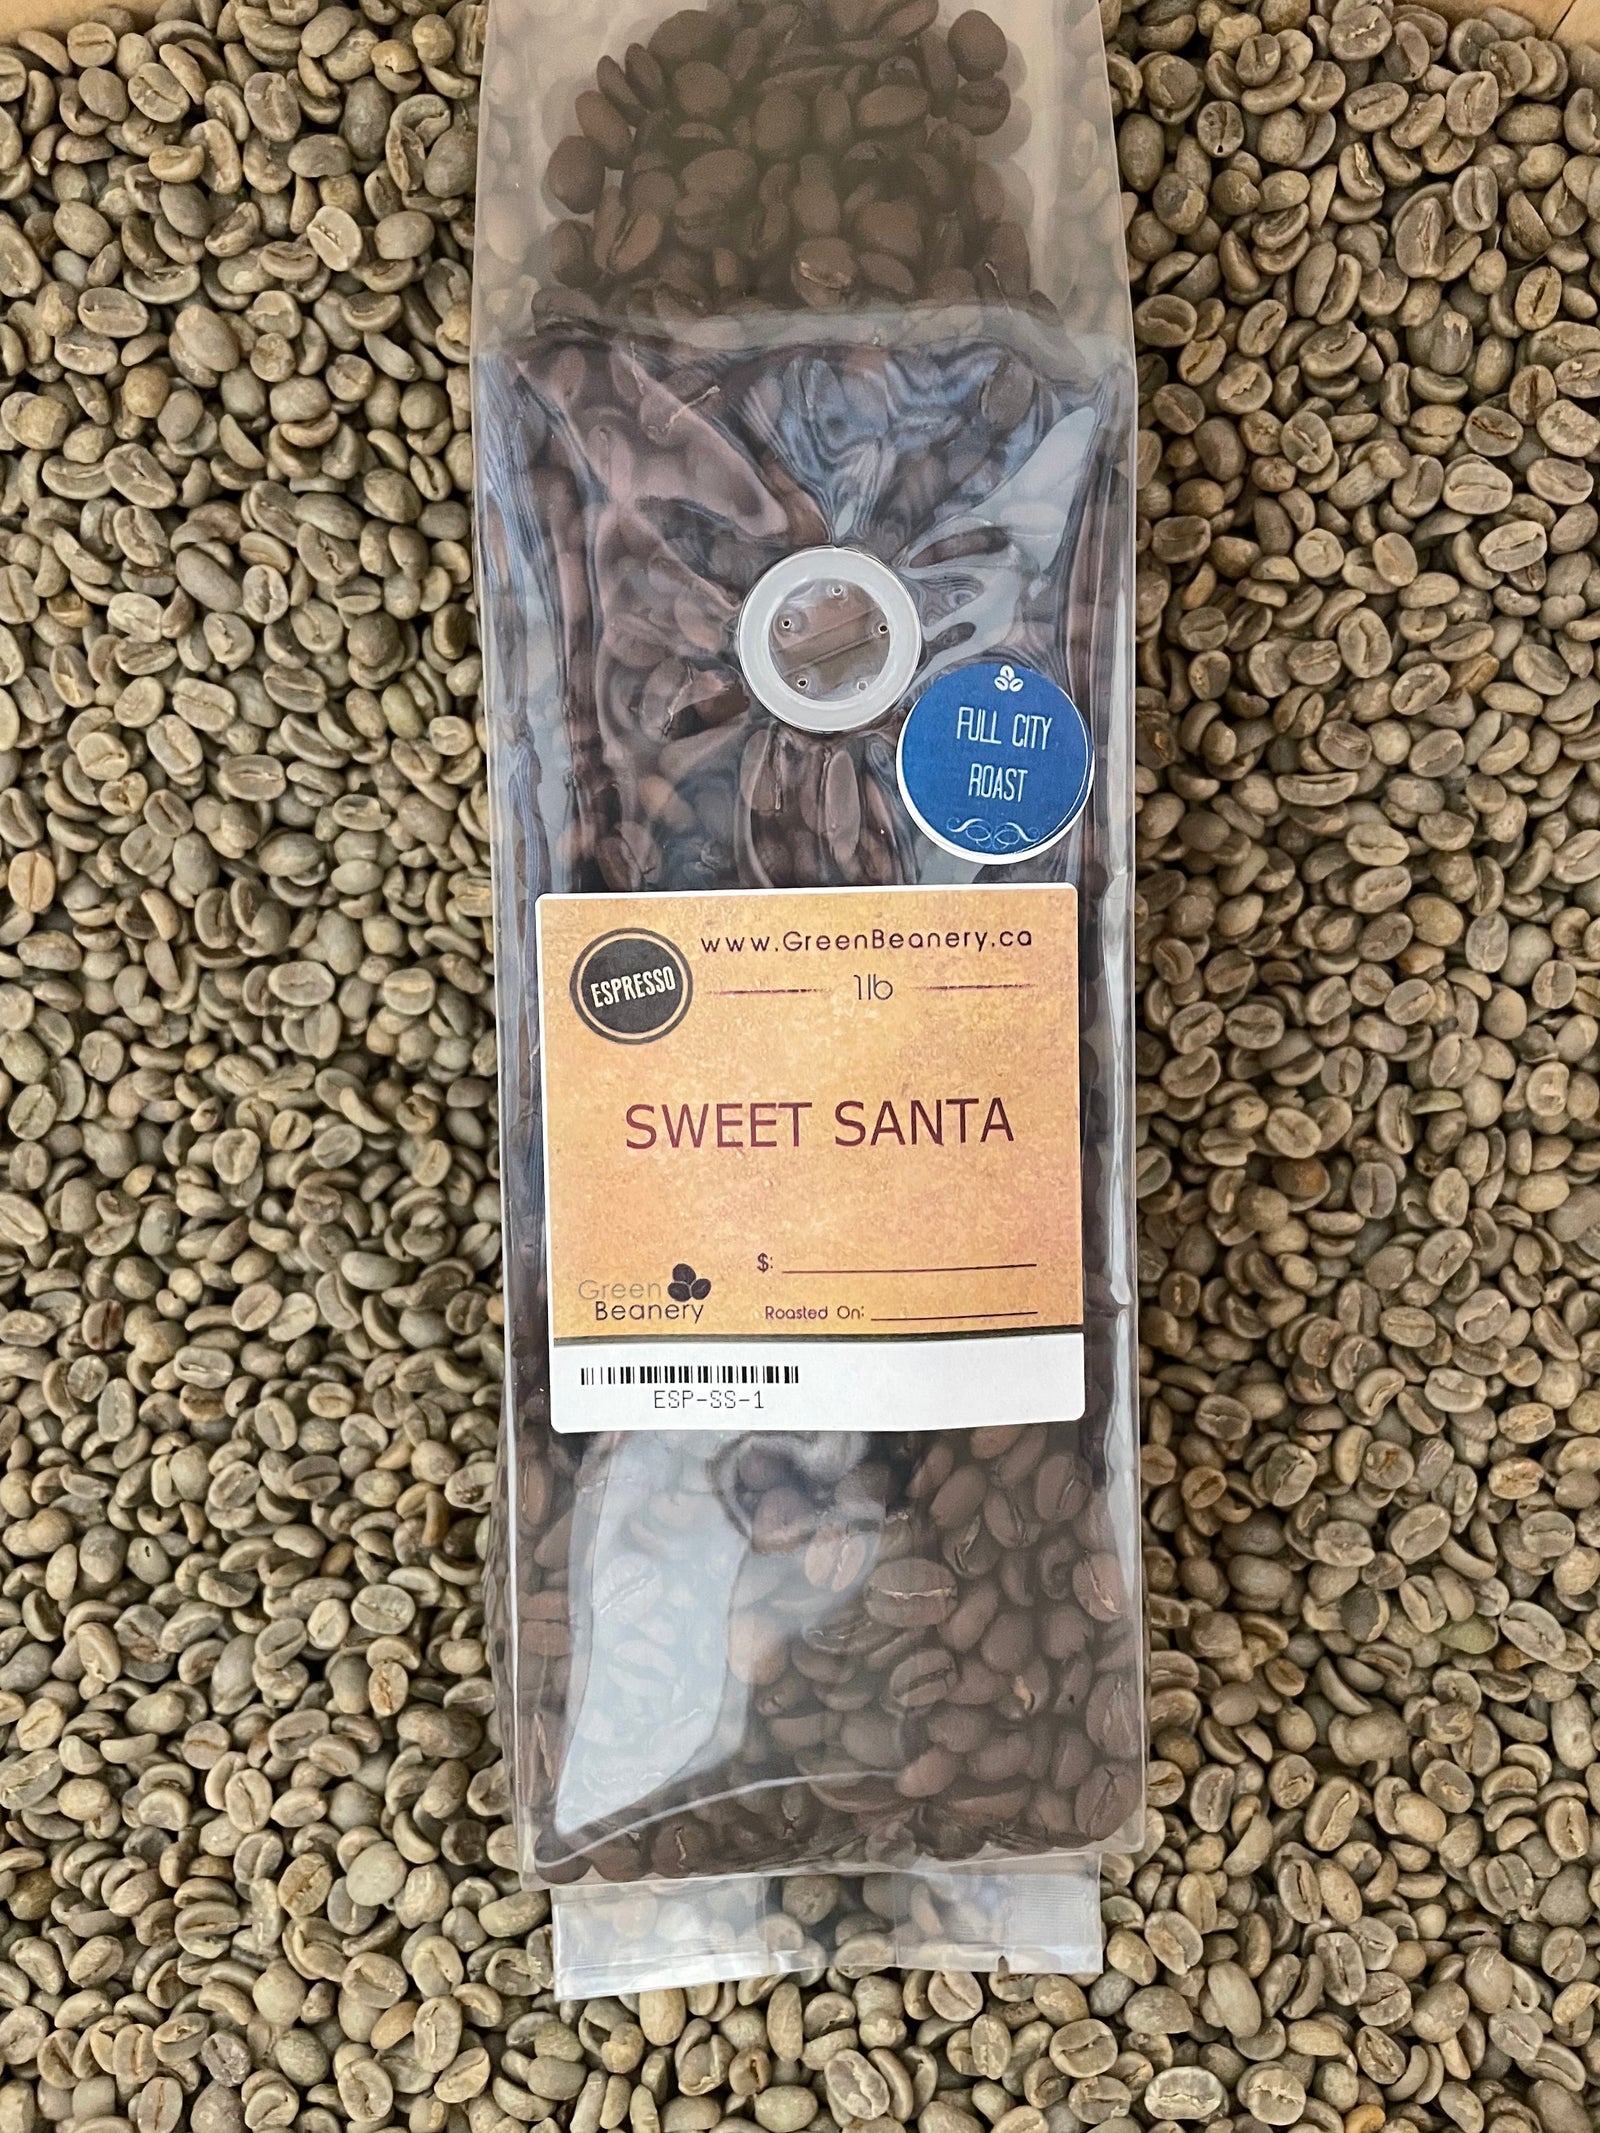 FULL CITY
ROAST
ESPRESSO
www.GreenBeanery.ca
1lb
SWEET SANTA
$:
Green
Beanery
Roasted On:
ESP-SS-1